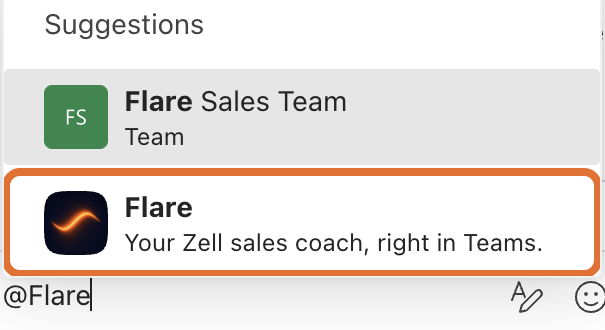 Suggestions
FS
Flare Sales Team
Team
Flare
Your Zell sales coach, right in Teams.
@Flare